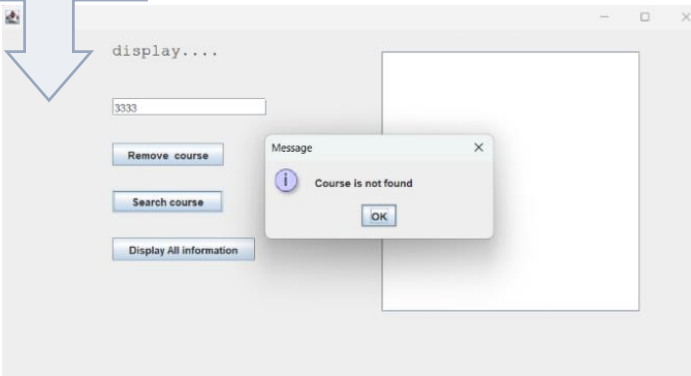 display....
3333
Remove course
Search course
Display All information
Message
Course is not found
OK